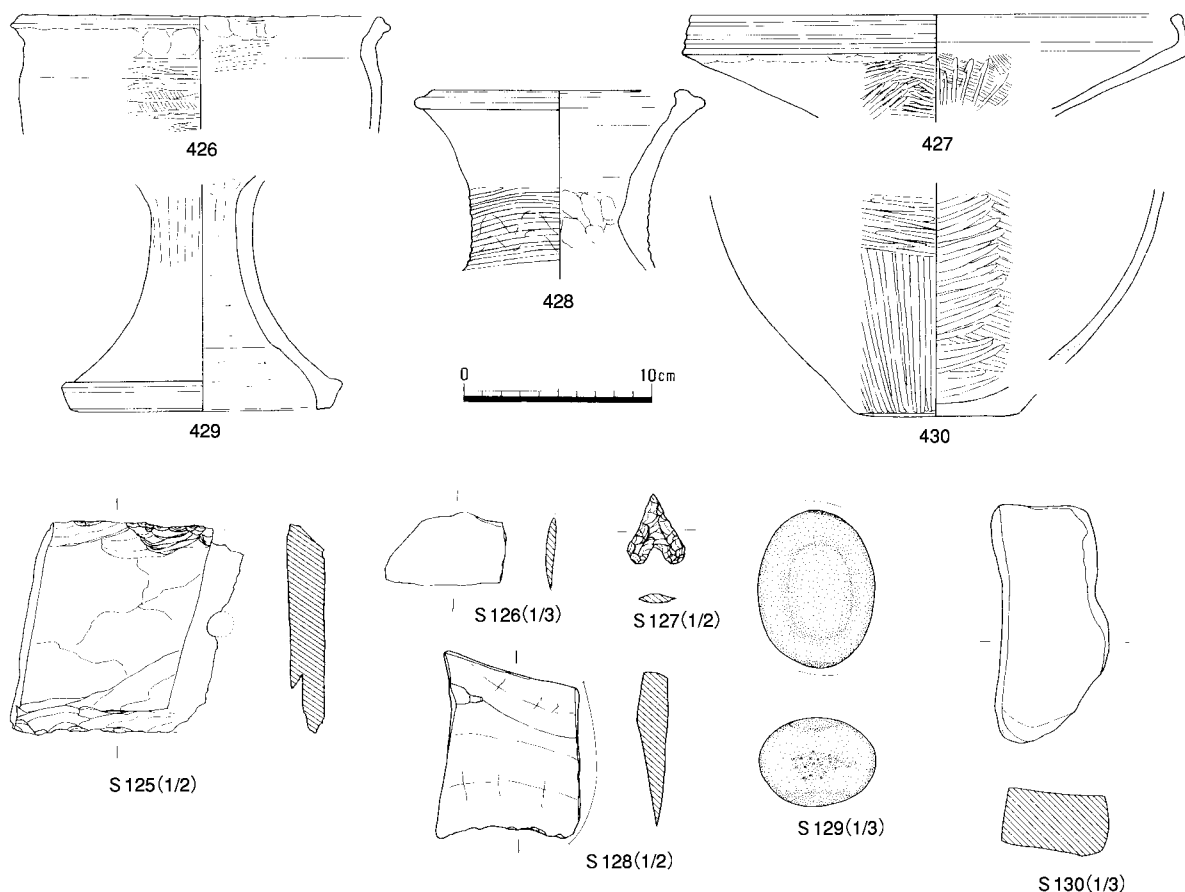 426
427
428
429
0 10cm
430
S125(1/2)
S126(1/3)
S127(1/2)
S128(1/2)
S129(1/3)
S130(1/3)